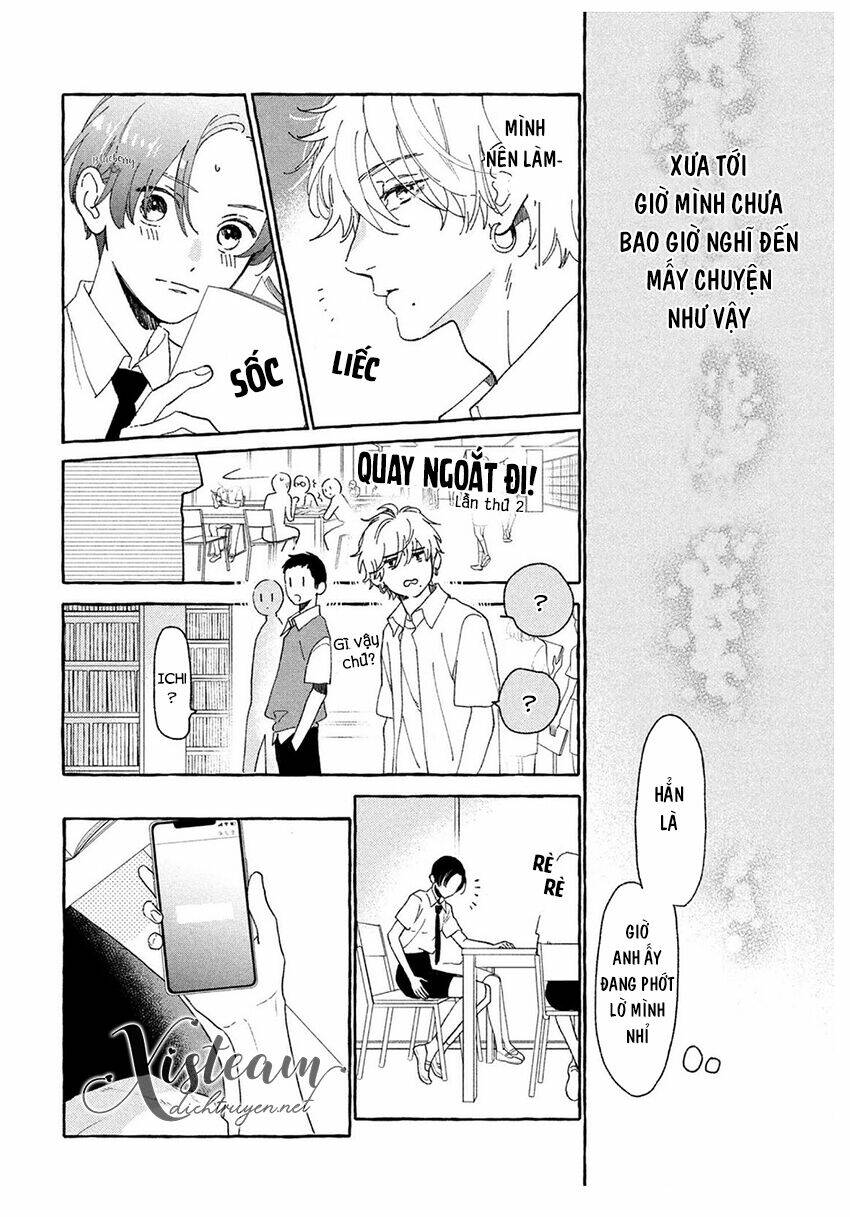 XƯA TỚI
GIỜ MÌNH CHƯA
BAO GIỜ NGHĨ ĐẾN
MẤY CHUYỆN
NHƯ VẬY
HẲN
LÀ
GIỜ
ANH ẤY
ĐANG PHỚT
LỜ MÌNH
NHỈ
MÌNH
NÊN LÀM-
LIẾC
Blueberry
SỐC
QUAY NGOẮT ĐI!
Lần thứ 2
?
?
Gì vậy
chứ?
ICHI
?
RÈ
RÈ
Xisteam
dichtruyen.net